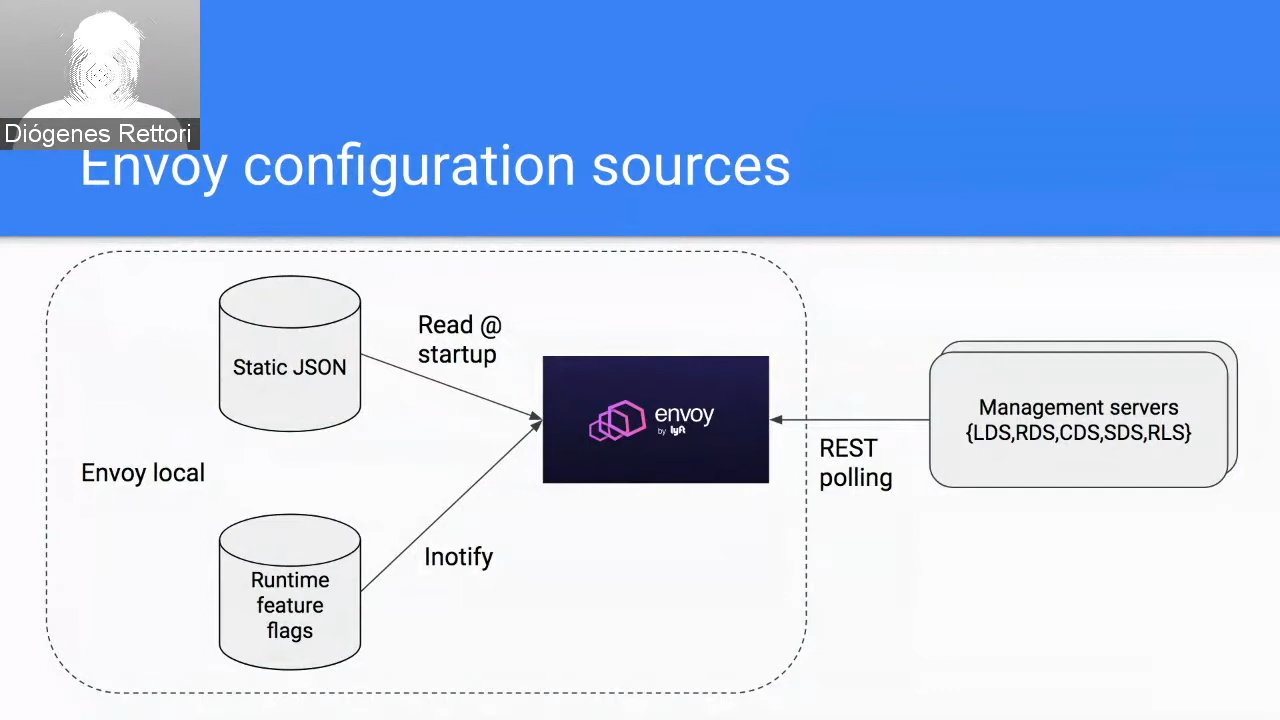 Diógenes Rettori
Envoy configuration sources
Static JSON
Read @
startup
envoy
by lyft
Management servers
{LDS,RDS,CDS,SDS,RLS}
REST
polling
Envoy local
Inotify
Runtime
feature
flags